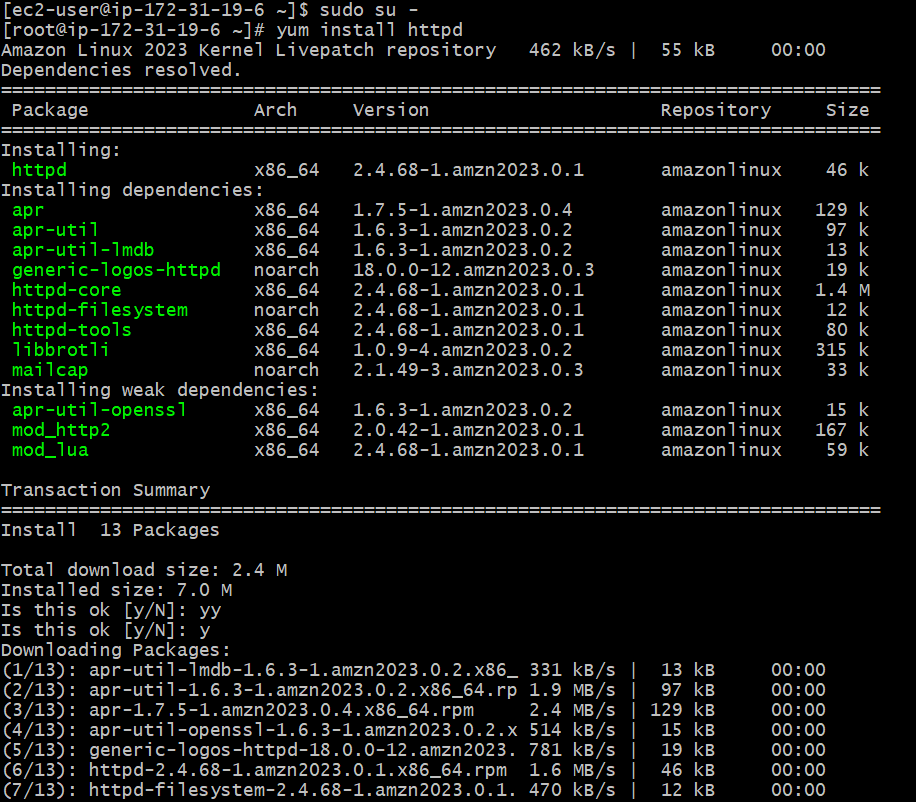 [ec2-user@ip-172-31-19-6 ~]$ sudo su -
[root@ip-172-31-19-6 ~]# yum install httpd
Amazon Linux 2023 Kernel Livepatch repository   462 kB/s |  55 kB     00:00
Dependencies resolved.
================================================================================
 Package               Arch     Version                     Repository     Size
================================================================================
Installing:
 httpd                 x86_64   2.4.68-1.amzn2023.0.1       amazonlinux    46 k
Installing dependencies:
 apr                   x86_64   1.7.5-1.amzn2023.0.4        amazonlinux   129 k
 apr-util              x86_64   1.6.3-1.amzn2023.0.2        amazonlinux    97 k
 apr-util-lmdb         x86_64   1.6.3-1.amzn2023.0.2        amazonlinux    13 k
 generic-logos-httpd   noarch   18.0.0-12.amzn2023.0.3      amazonlinux    19 k
 httpd-core            x86_64   2.4.68-1.amzn2023.0.1       amazonlinux   1.4 M
 httpd-filesystem      noarch   2.4.68-1.amzn2023.0.1       amazonlinux    12 k
 httpd-tools           x86_64   2.4.68-1.amzn2023.0.1       amazonlinux    80 k
 libbrotli             x86_64   1.0.9-4.amzn2023.0.2        amazonlinux   315 k
 mailcap               noarch   2.1.49-3.amzn2023.0.3       amazonlinux    33 k
Installing weak dependencies:
 apr-util-openssl      x86_64   1.6.3-1.amzn2023.0.2        amazonlinux    15 k
 mod_http2             x86_64   2.0.42-1.amzn2023.0.1       amazonlinux   167 k
 mod_lua               x86_64   2.4.68-1.amzn2023.0.1       amazonlinux    59 k

Transaction Summary
================================================================================
Install  13 Packages

Total download size: 2.4 M
Installed size: 7.0 M
Is this ok [y/N]: yy
Is this ok [y/N]: y
Downloading Packages:
(1/13): apr-util-lmdb-1.6.3-1.amzn2023.0.2.x86_ 331 kB/s |  13 kB     00:00
(2/13): apr-util-1.6.3-1.amzn2023.0.2.x86_64.rp 1.9 MB/s |  97 kB     00:00
(3/13): apr-1.7.5-1.amzn2023.0.4.x86_64.rpm     2.4 MB/s | 129 kB     00:00
(4/13): apr-util-openssl-1.6.3-1.amzn2023.0.2.x 514 kB/s |  15 kB     00:00
(5/13): generic-logos-httpd-18.0.0-12.amzn2023. 781 kB/s |  19 kB     00:00
(6/13): httpd-2.4.68-1.amzn2023.0.1.x86_64.rpm  1.6 MB/s |  46 kB     00:00
(7/13): httpd-filesystem-2.4.68-1.amzn2023.0.1. 470 kB/s |  12 kB     00:00